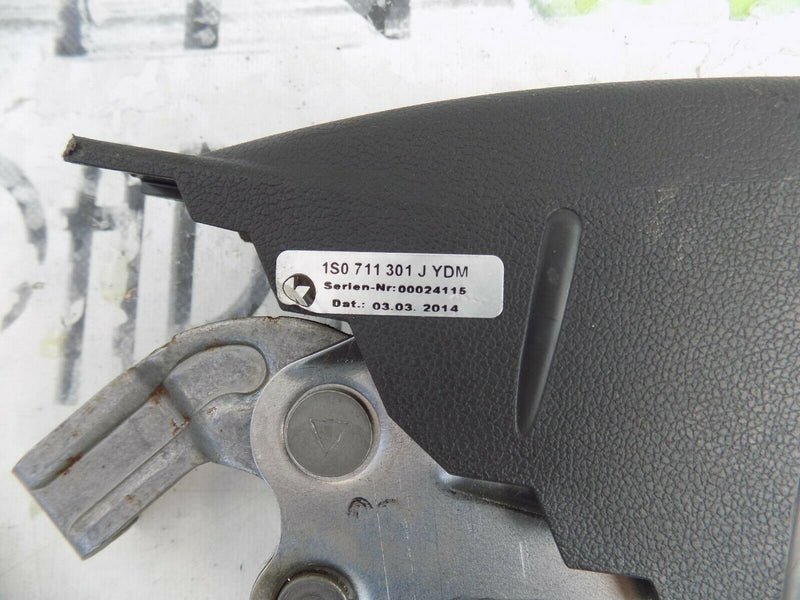 1S0 711 301 J YDM
Serien-Nr:00024115
Dat.: 03.03. 2014